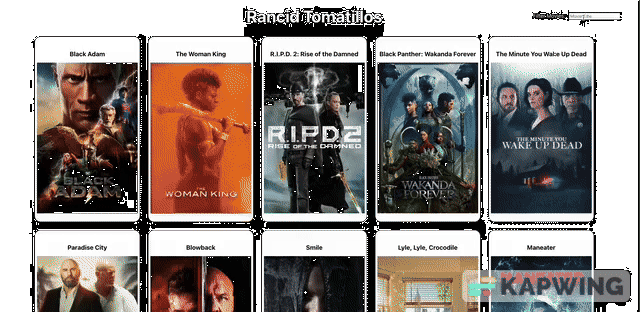 Rancid Tomatillos
Black Adam
The Woman King
R.I.P.D. 2: Rise of the Damned
Black Panther: Wakanda Forever
The Minute You Wake Up Dead
BLACK
ADAM
THE
WOMAN KING
R.I.P.D.2
RISE OF THE DAMNED
WAKANDA
FOREVER
THE MINUTE YOU
WAKE UP DEAD
Paradise City
Blowback
Smile
Lyle, Lyle, Crocodile
Maneater
KAPWING